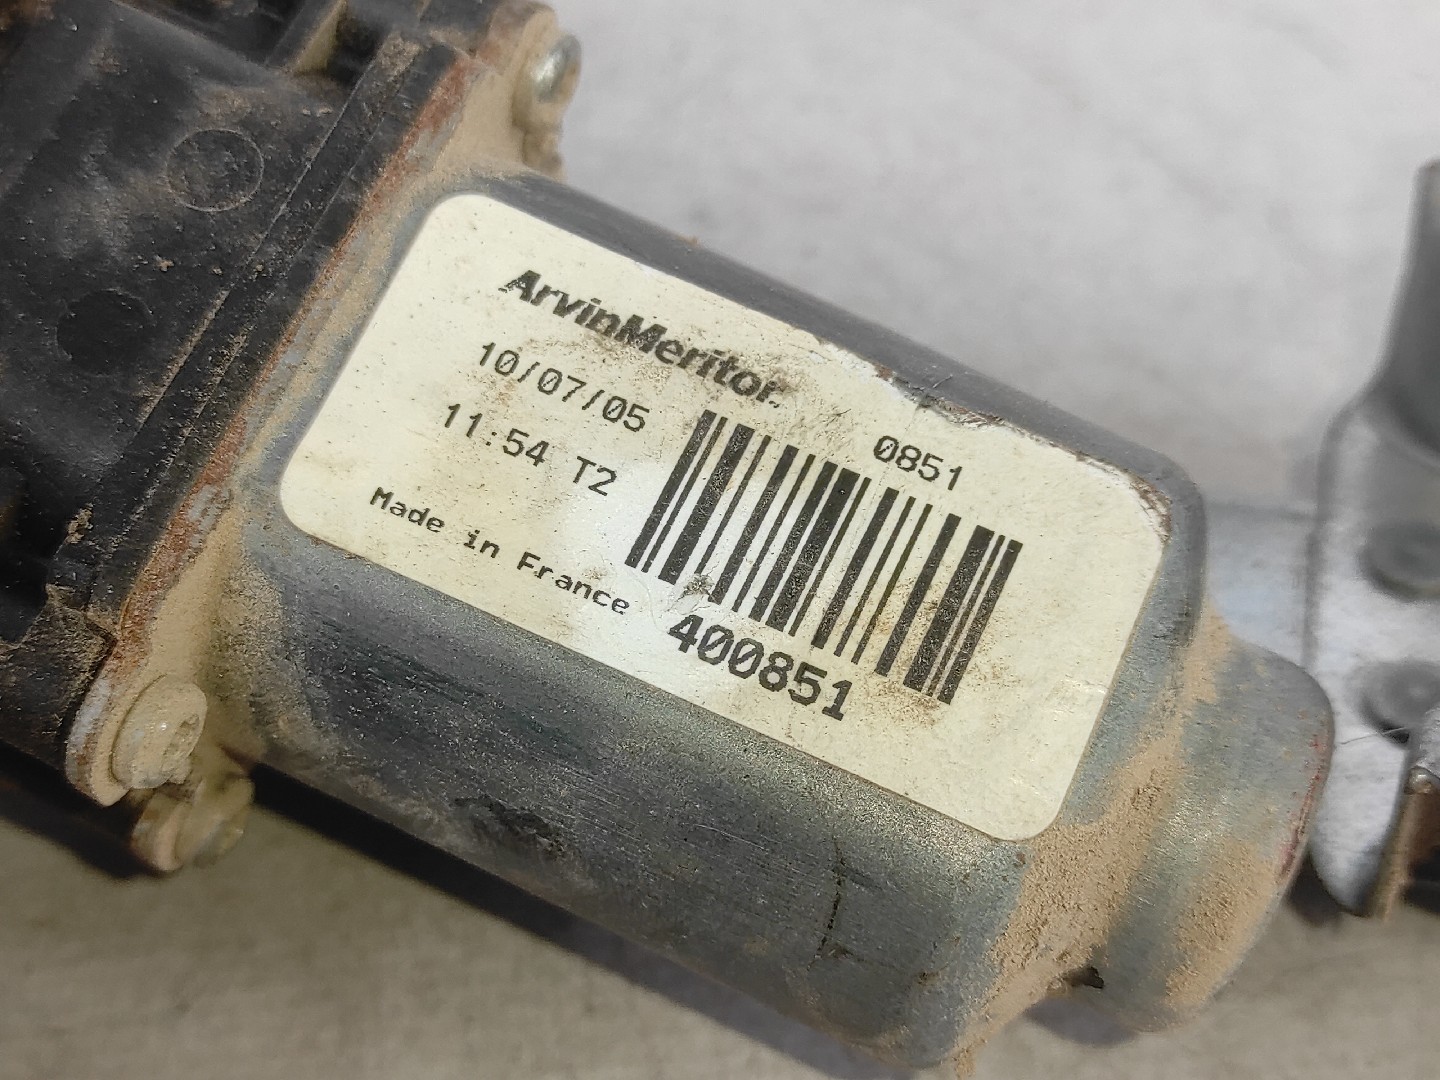 ArvinMeritor
10/07/05
0851
11:54 T2
Made in France
400851